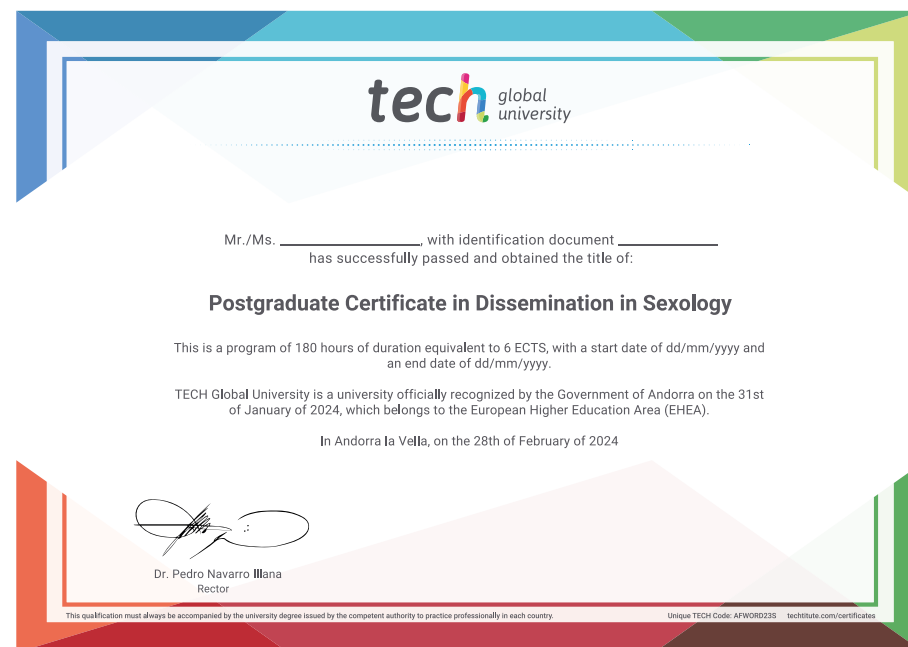 tech global
university
Mr./Ms. ____________, with identification document ____________
has successfully passed and obtained the title of:
Postgraduate Certificate in Dissemination in Sexology
This is a program of 180 hours of duration equivalent to 6 ECTS, with a start date of dd/mm/yyyy and
an end date of dd/mm/yyyy.
TECH Global University is a university officially recognized by the Government of Andorra on the 31st
of January of 2024, which belongs to the European Higher Education Area (EHEA).
In Andorra la Vella, on the 28th of February of 2024
Dr. Pedro Navarro Illana
Rector
This qualification must always be accompanied by the university degree issued by the competent authority to practice professionally in each country. Unique TECH Code: AFWORD23S techtitute.com/certificates